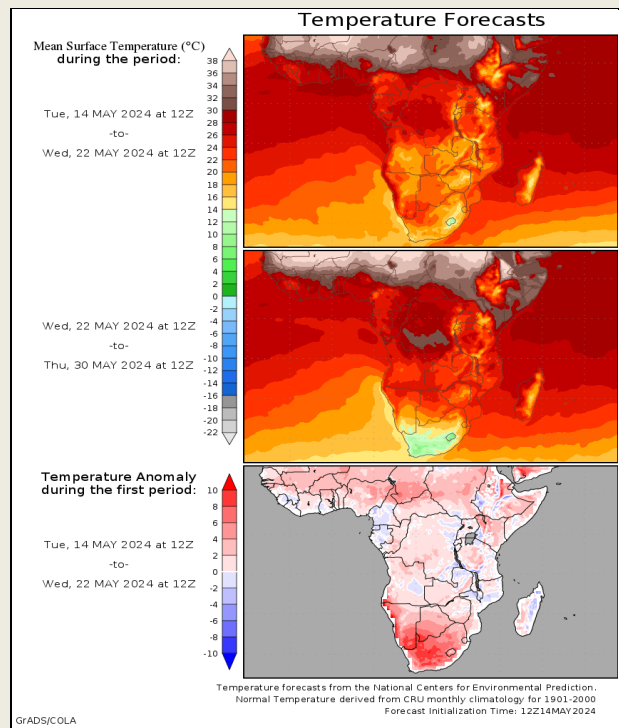 Temperature Forecasts
Mean Surface Temperature (°C)
during the period:
Tue, 14 MAY 2024 at 12Z
-to-
Wed, 22 MAY 2024 at 12Z
38
36
34
32
30
28
26
24
22
20
18
16
14
12
10
8
6
4
2
0
-2
-4
-6
-8
-10
-12
-14
-16
-17
-18
-20
-22
Wed, 22 MAY 2024 at 12Z
-to-
Thu, 30 MAY 2024 at 12Z
Temperature Anomaly
during the first period:
Tue, 14 MAY 2024 at 12Z
-to-
Wed, 22 MAY 2024 at 12Z
10
8
6
4
2
0
-2
-4
-6
-8
-10
Temperature forecasts from the National Centers for Environmental Prediction.
Normal Temperature derived from CRU monthly climatology for 1901-2000
Forecast Initialization Time: 12Z14MAY2024
GrADS/COLA